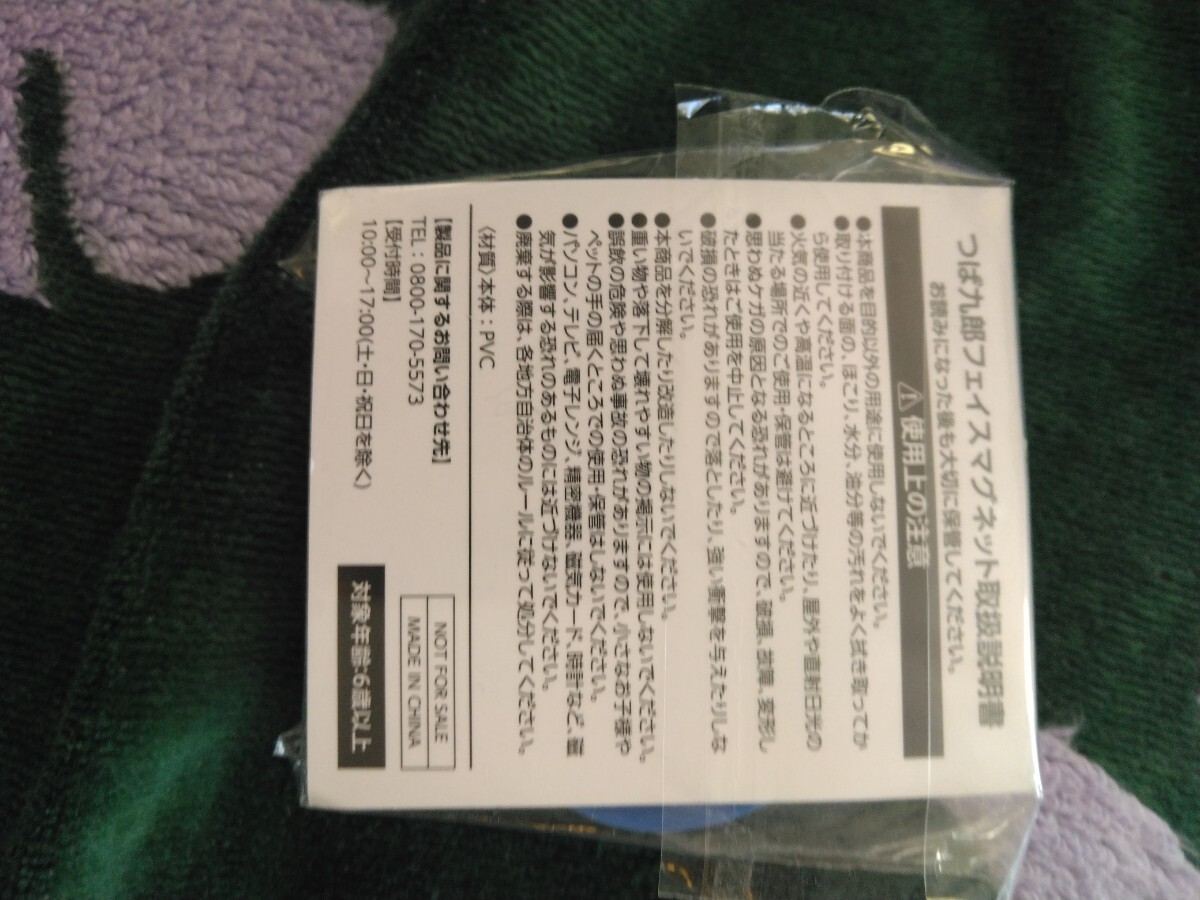 つば九郎フェイスマグネット取扱説明書
お読みになった後も大切に保管してください。
⚠使用上の注意
●本商品を目的以外の用途に使用しないでください。
●取り付ける面の、ほこり、水分、油分等の汚れをよく拭き取ってか
ら使用してください。
●火気の近くや高温になるところに近づけたり、屋外や直射日光の
当たる場所でのご使用・保管は避けてください。
●思わぬケガの原因となる恐れがありますので、破損、故障、変形し
たときはご使用を中止してください。
●破損の恐れがありますので落としたり、強い衝撃を与えたりしな
いでください。
●本商品を分解したり改造したりしないでください。
●重い物や落下して壊れやすい物の掲示には使用しないでください。
●誤飲の危険や思わぬ事故の恐れがありますので、小さなお子様や
ペットの手の届くところでの使用・保管はしないでください。
●パソコン、テレビ、電子レンジ、精密機器、磁気カード、時計など、磁
気が影響する恐れのあるものには近づけないでください。
●廃棄する際は、各地方自治体のルールに従って処分してください。
〈材質〉本体：PVC
【製品に関するお問い合わせ先】
TEL：0800-170-5573
【受付時間】
10:00～17:00(土・日・祝日を除く)
NOT FOR SALE
MADE IN CHINA
対象年齢:6歳以上